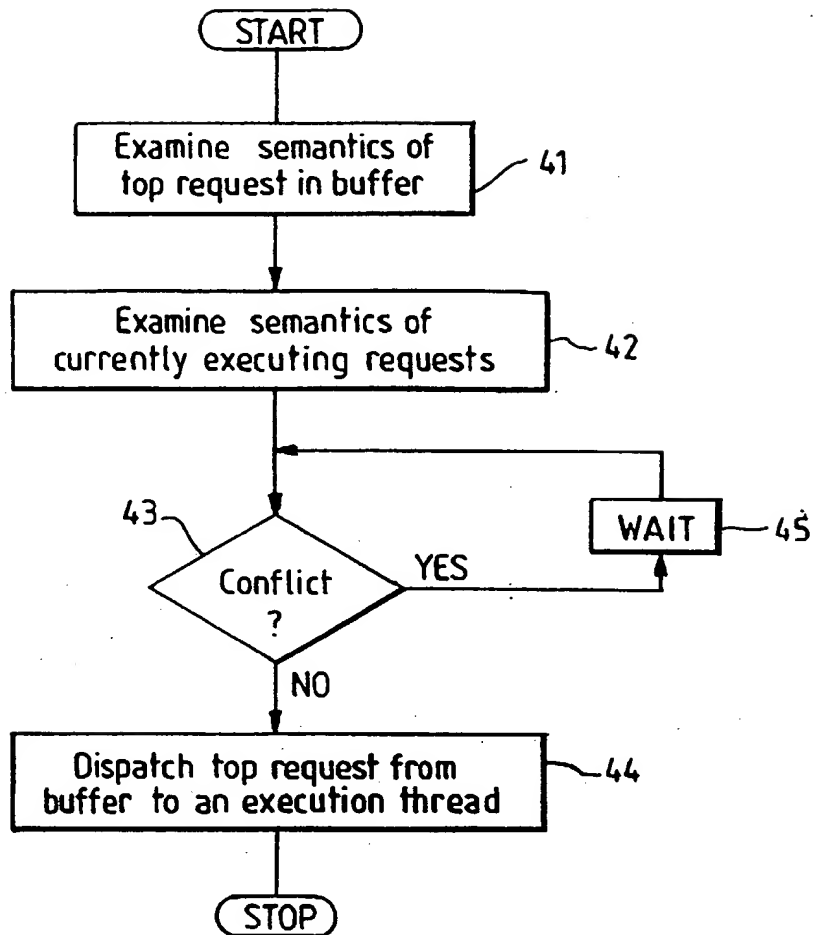 START
Examine semantics of
top request in buffer
41
Examine semantics of
currently executing requests
42
43
Conflict
?
YES
WAIT
45
NO
Dispatch top request from
buffer to an execution thread
44
STOP